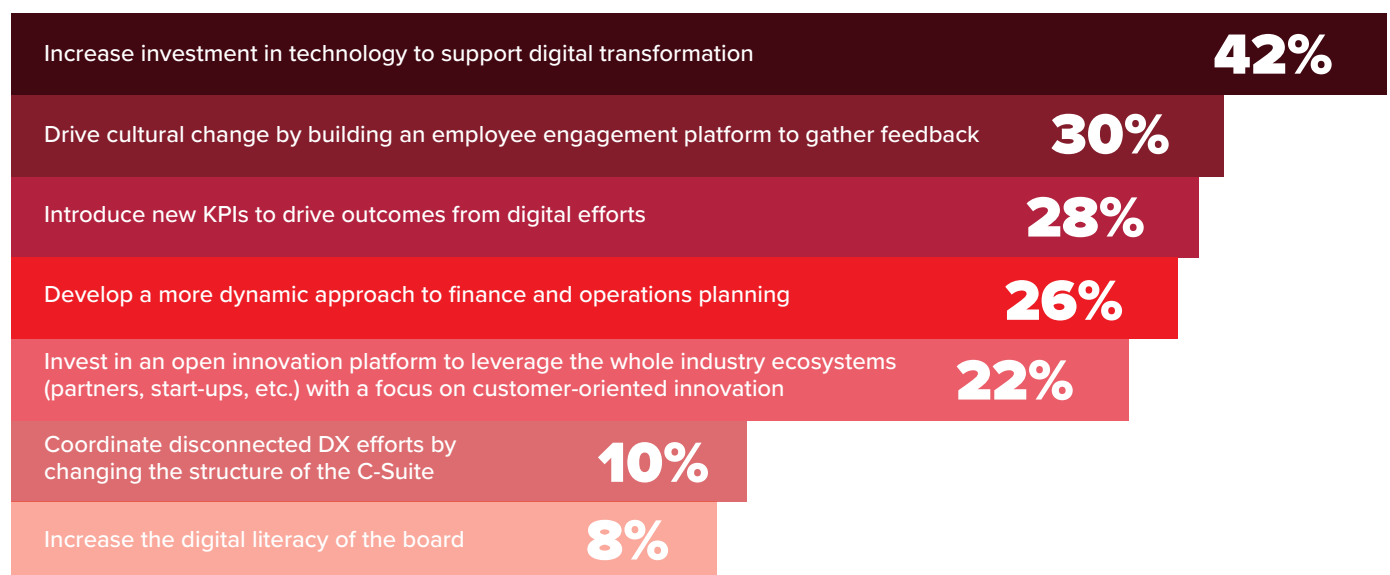 Increase investment in technology to support digital transformation 42%
Drive cultural change by building an employee engagement platform to gather feedback 30%
Introduce new KPIs to drive outcomes from digital efforts 28%
Develop a more dynamic approach to finance and operations planning 26%
Invest in an open innovation platform to leverage the whole industry ecosystems
(partners, start-ups, etc.) with a focus on customer-oriented innovation
22%
Coordinate disconnected DX efforts by
changing the structure of the C-Suite
10%
Increase the digital literacy of the board 8%